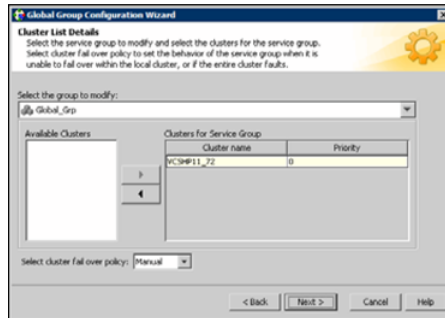 Global Group Configuration Wizard
Cluster List Details
Select the service group to modify and select the clusters for the service group.
Select cluster fail over policy to set the behavior of the service group when it is
unable to fail over within the local cluster, or if the entire cluster faults.
Select the group to modify:
Global_Grp
Available Clusters
Clusters for Service Group
Cluster name Priority
VCSMP11_72 0
Select cluster fail over policy: Manual
< Back Next > Cancel Help